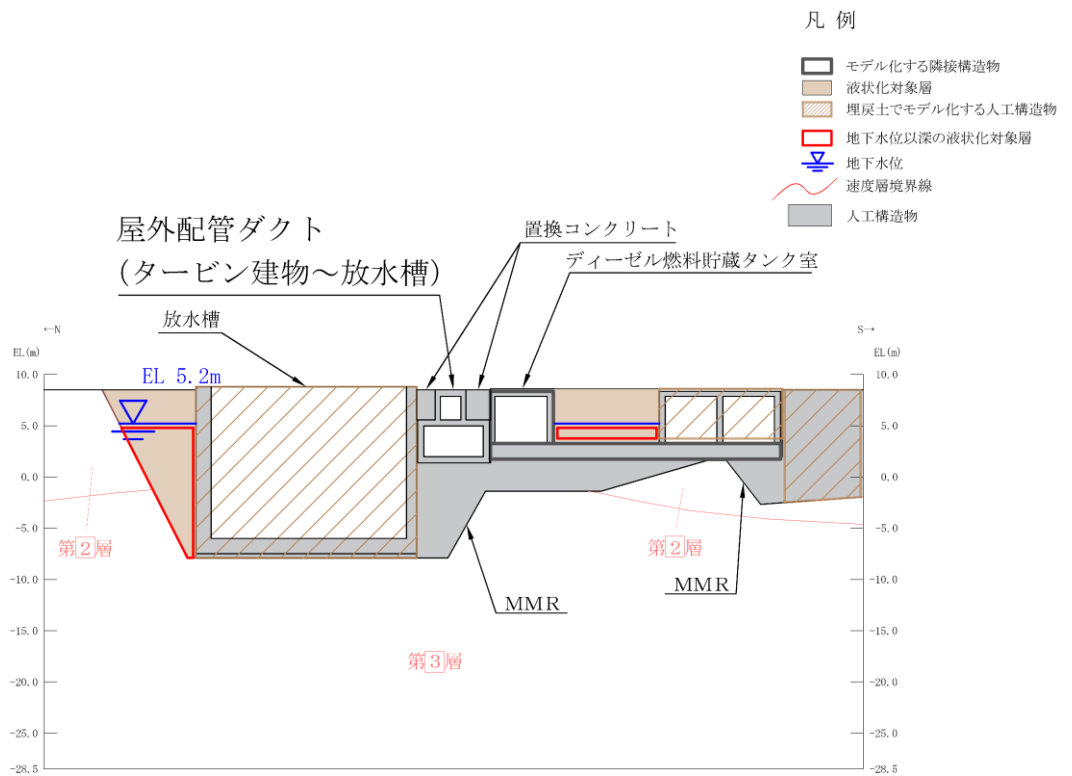 凡 例
モデル化する隣接構造物
液状化対象層
埋戻土でモデル化する人工構造物
地下水位以深の液状化対象層
地下水位
速度層境界線
人工構造物
屋外配管ダクト
(タービン建物～放水槽)
置換コンクリート
ディーゼル燃料貯蔵タンク室
放水槽
←N
S→
EL(m)
EL(m)
10.0
EL 5.2m
10.0
5.0
5.0
0.0
0.0
-5.0
-5.0
第2層
第2層
-10.0
-10.0
MMR
MMR
-15.0
-15.0
第3層
-20.0
-20.0
-25.0
-25.0
-28.5
-28.5